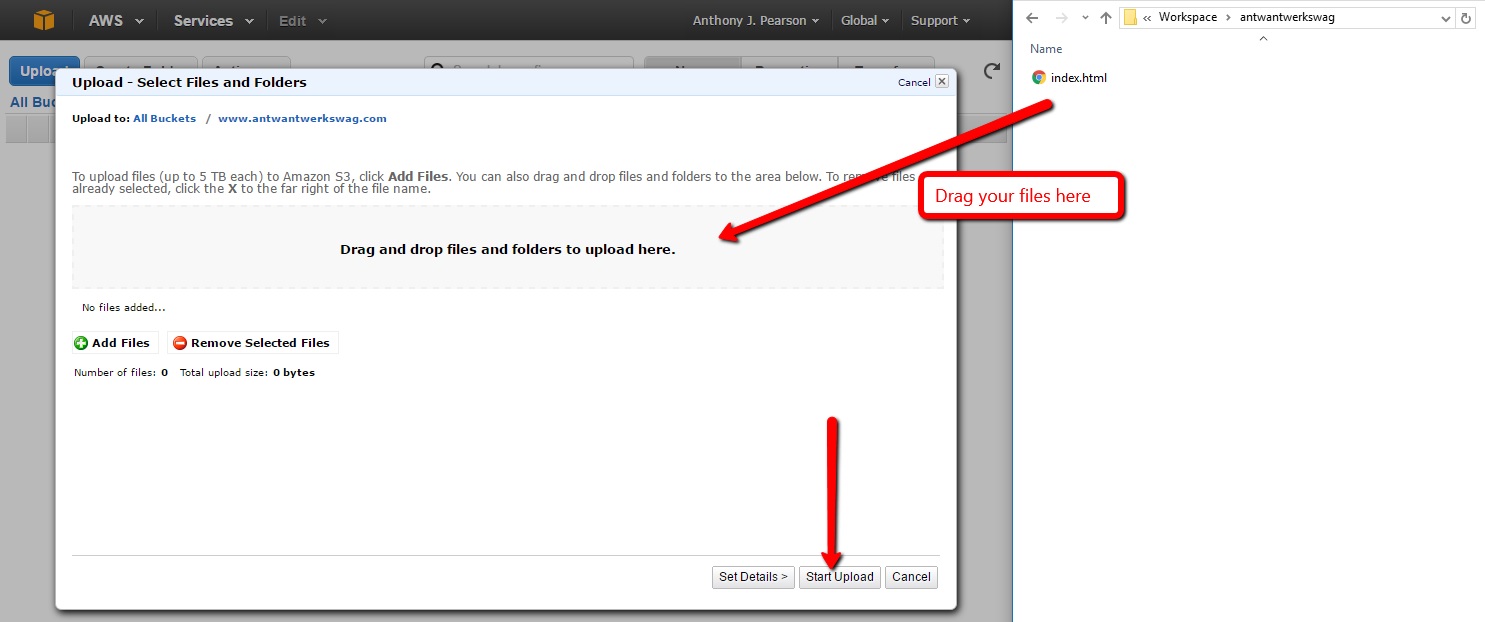 AWS Services Edit Anthony J. Pearson Global Support
Upload
All Buc
Upload - Select Files and Folders Cancel
Upload to: All Buckets / www.antwantwerkswag.com
To upload files (up to 5 TB each) to Amazon S3, click Add Files. You can also drag and drop files and folders to the area below. To remove files
already selected, click the X to the far right of the file name.
Drag and drop files and folders to upload here.
No files added...
Add Files Remove Selected Files
Number of files: 0 Total upload size: 0 bytes
Set Details > Start Upload Cancel
« Workspace > antwantwerkswag
Name
index.html
Drag your files here